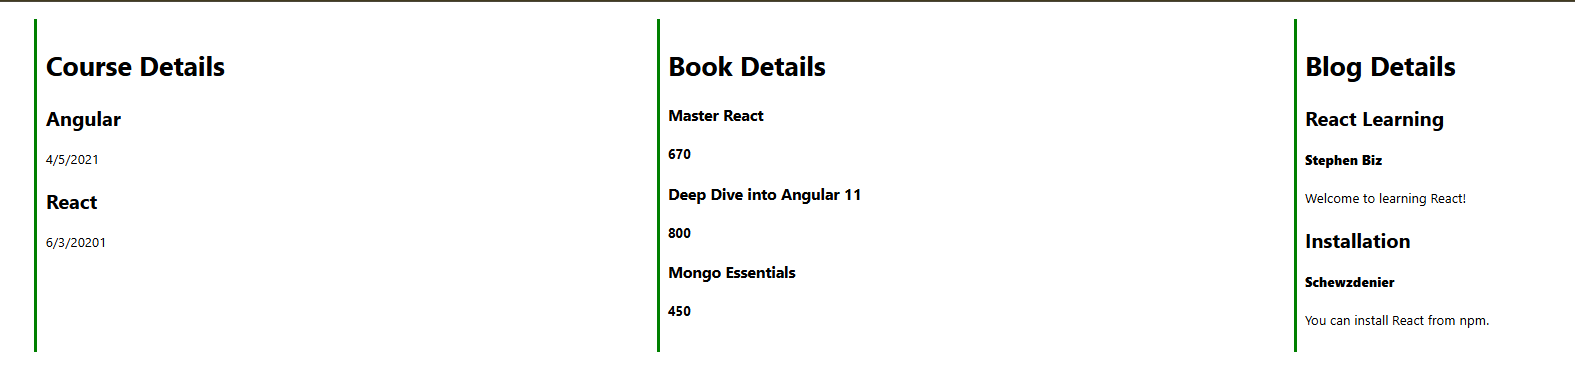 Course Details
Angular
4/5/2021
React
6/3/20201
Book Details
Master React
670
Deep Dive into Angular 11
800
Mongo Essentials
450
Blog Details
React Learning
Stephen Biz
Welcome to learning React!
Installation
Schewzdenier
You can install React from npm.